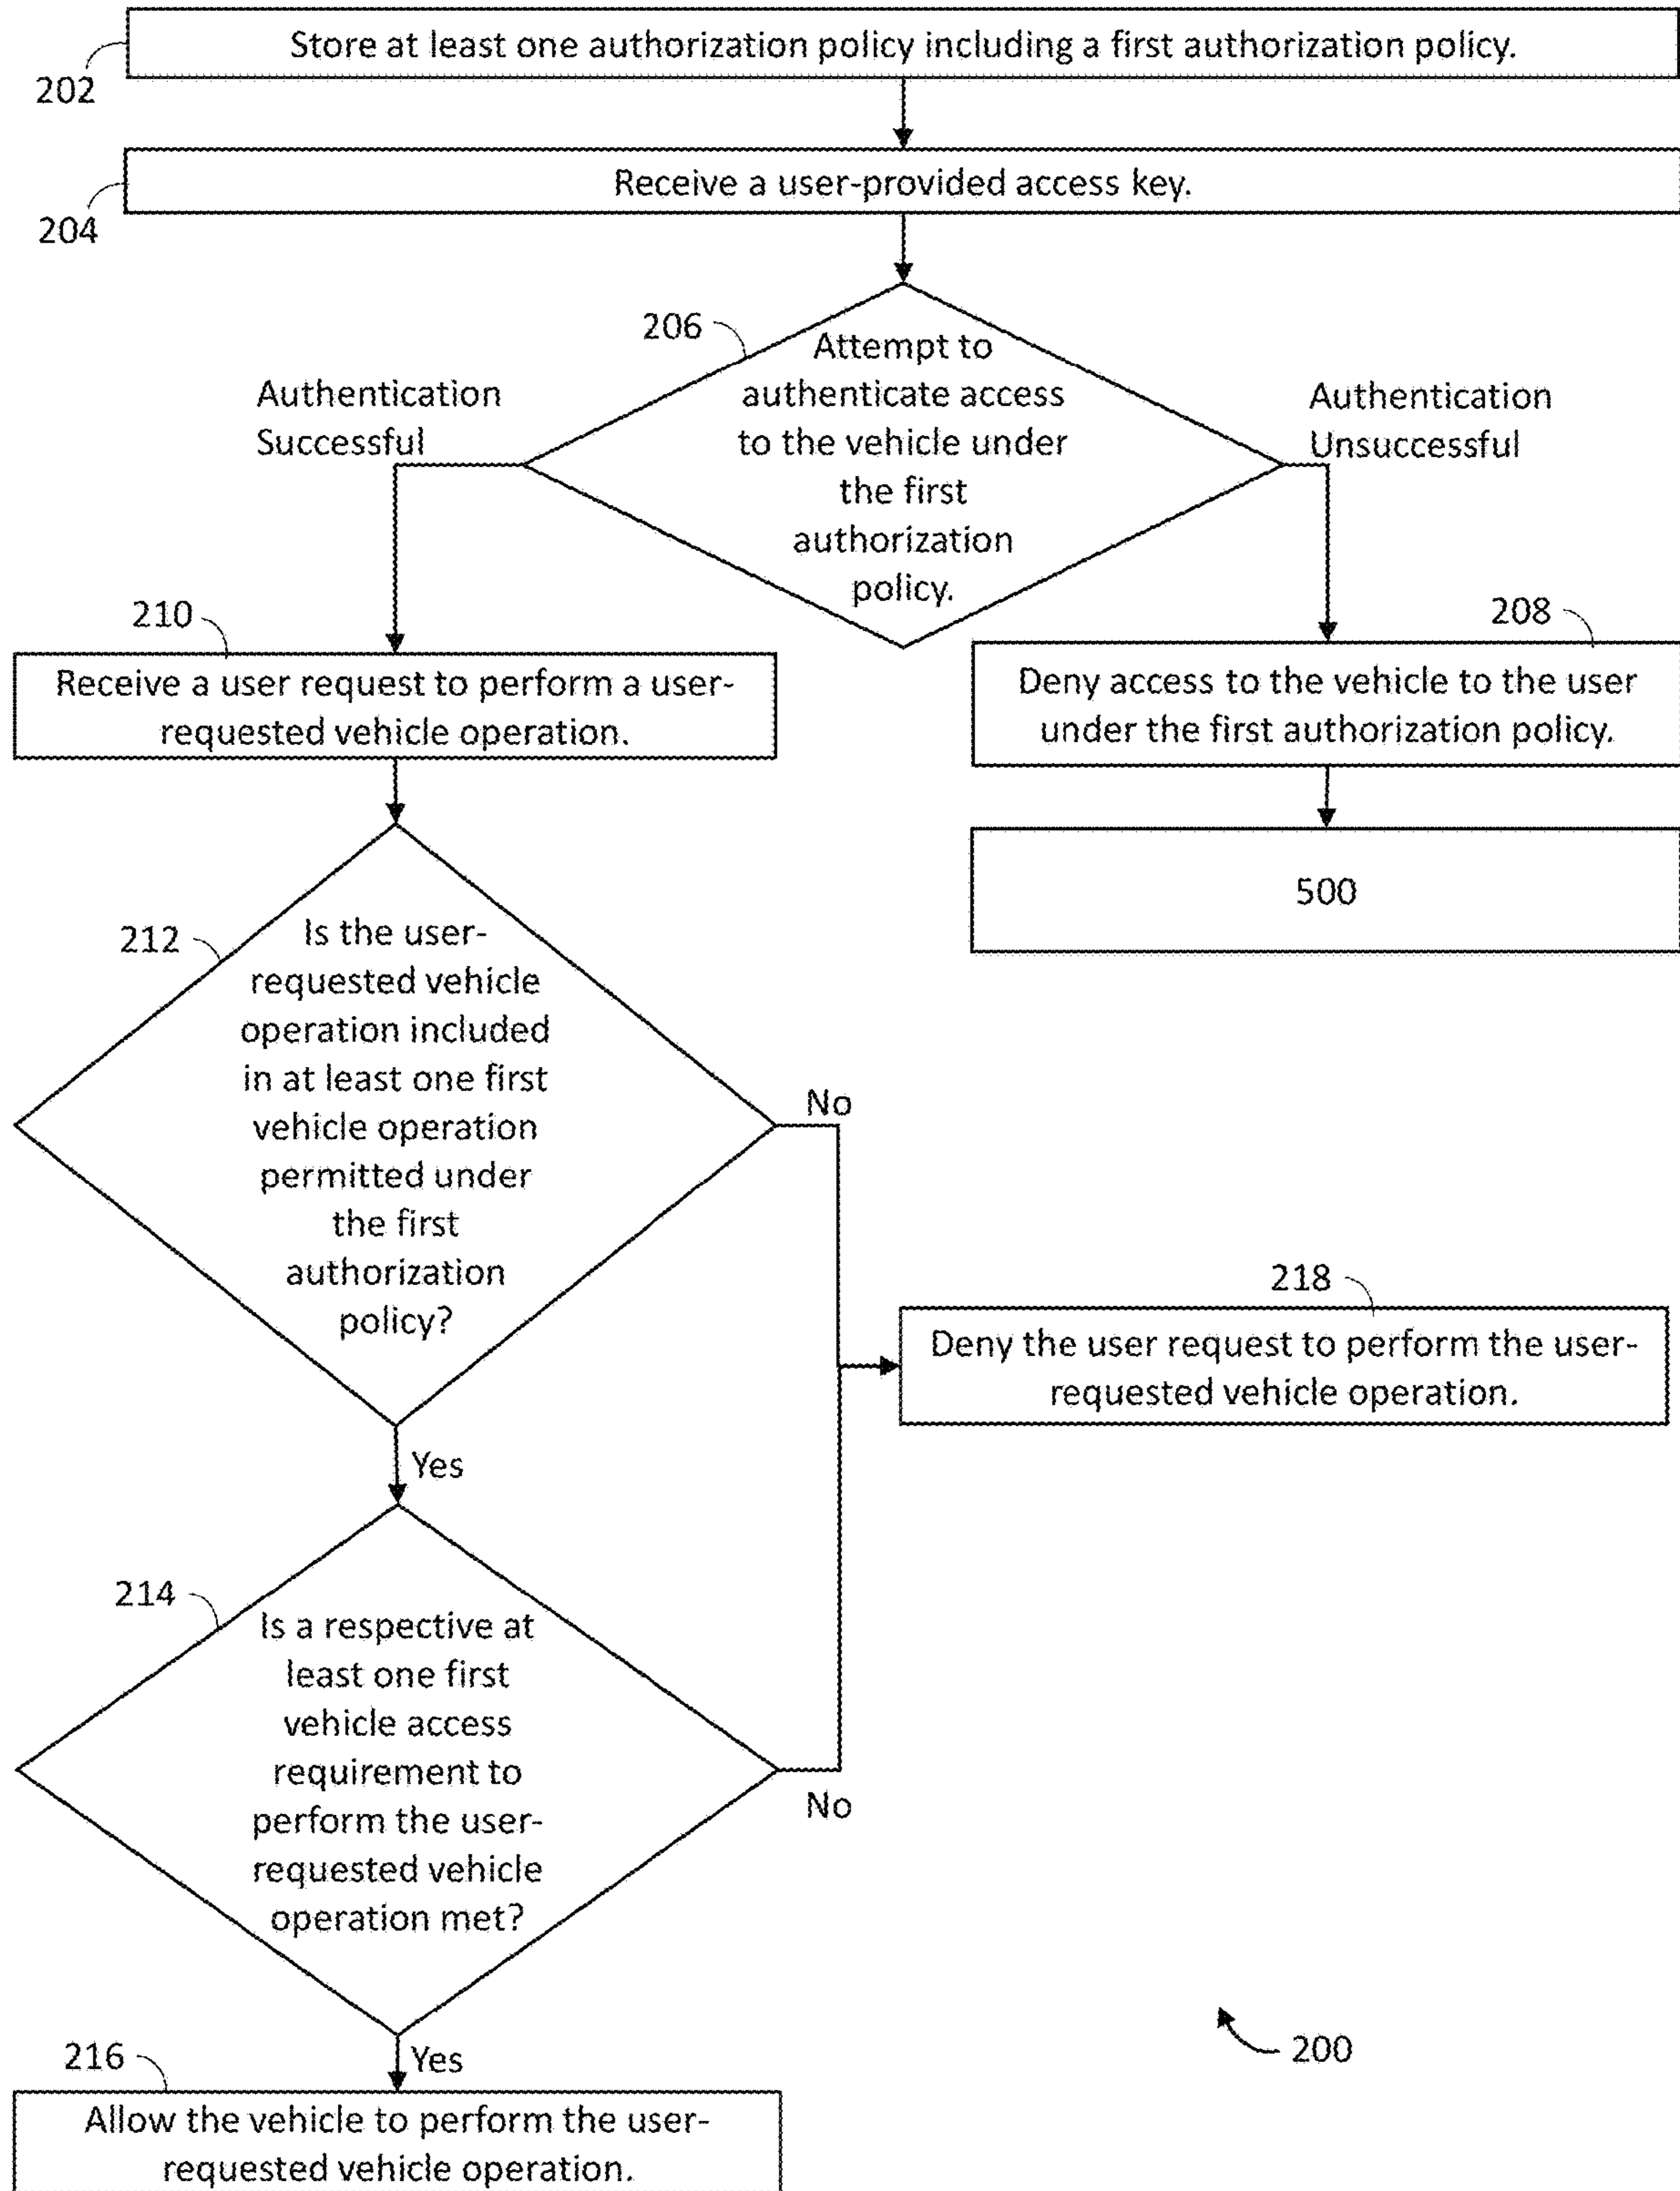 Store at least one authorization policy including a first authorization policy.
202
Receive a user-provided access key.
204
206
Attempt to
authenticate access
to the vehicle under
the first
authorization
policy.
Authentication
Successful
Authentication
Unsuccessful
210
Receive a user request to perform a user-
requested vehicle operation.
208
Deny access to the vehicle to the user
under the first authorization policy.
500
212
Is the user-
requested vehicle
operation included
in at least one first
vehicle operation
permitted under
the first
authorization
policy?
No
218
Deny the user request to perform the user-
requested vehicle operation.
Yes
214
Is a respective at
least one first
vehicle access
requirement to
perform the user-
requested vehicle
operation met?
No
Yes
216
Allow the vehicle to perform the user-
requested vehicle operation.
200